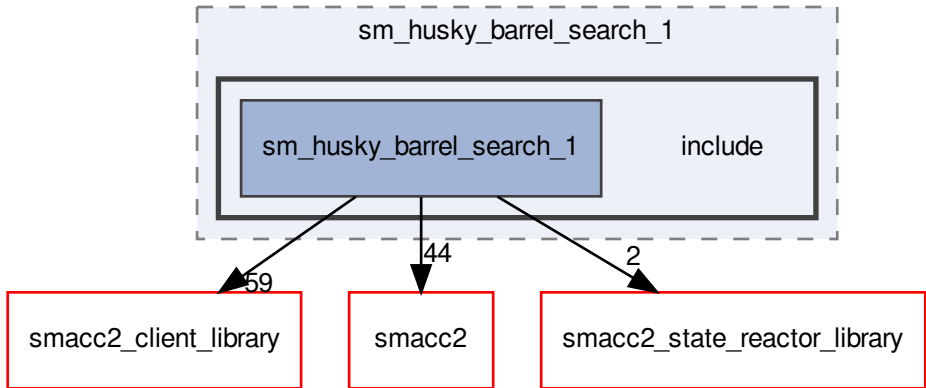 sm_husky_barrel_search_1
sm_husky_barrel_search_1
include
59
44
2
smacc2_client_library
smacc2
smacc2_state_reactor_library